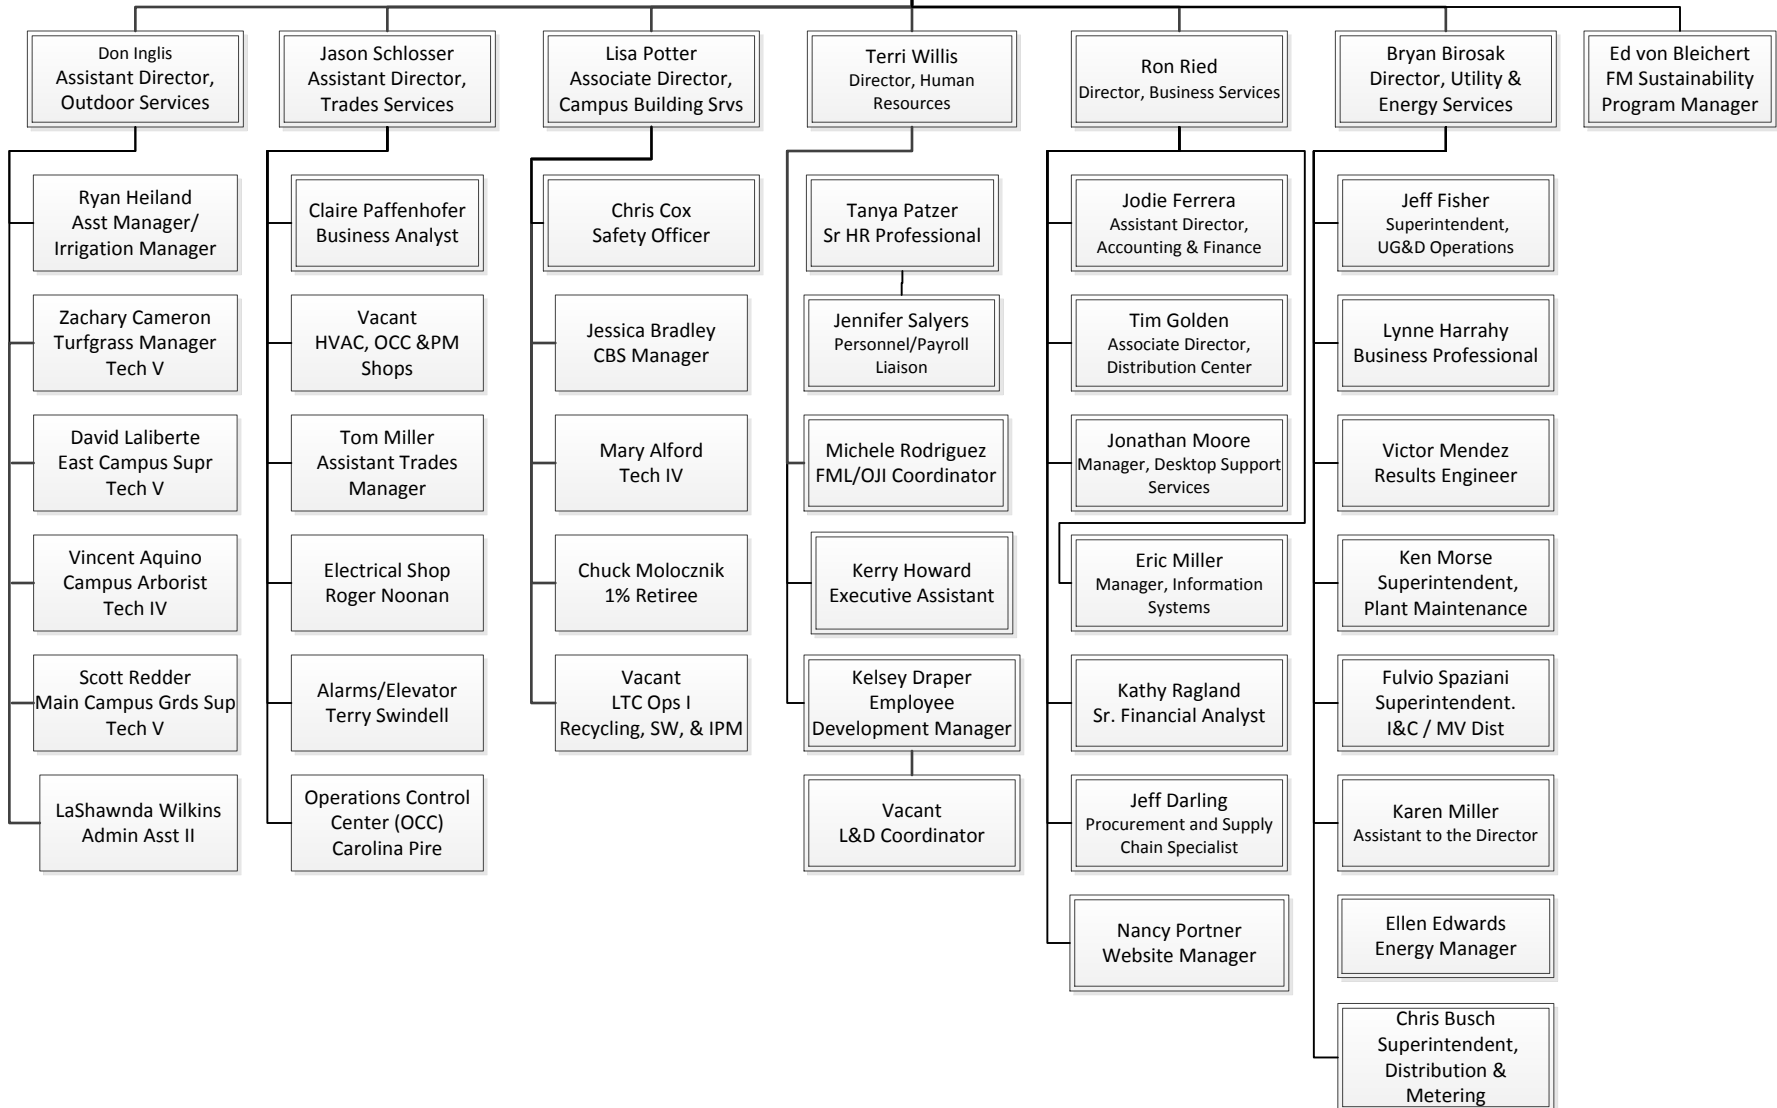 Don Inglis
Assistant Director,
Outdoor Services
Jason Schlosser
Assistant Director,
Trades Services
Lisa Potter
Associate Director,
Campus Building Srvs
Terri Willis
Director, Human
Resources
Ron Ried
Director, Business Services
Bryan Birosak
Director, Utility &
Energy Services
Ed von Bleichert
FM Sustainability
Program Manager
Ryan Heiland
Asst Manager/
Irrigation Manager
Zachary Cameron
Turfgrass Manager
Tech V
David Laliberte
East Campus Supr
Tech V
Vincent Aquino
Campus Arborist
Tech IV
Scott Redder
Main Campus Grds Sup
Tech V
LaShawnda Wilkins
Admin Asst II
Claire Paffenhofer
Business Analyst
Vacant
HVAC, OCC &PM
Shops
Tom Miller
Assistant Trades
Manager
Electrical Shop
Roger Noonan
Alarms/Elevator
Terry Swindell
Operations Control
Center (OCC)
Carolina Pire
Chris Cox
Safety Officer
Jessica Bradley
CBS Manager
Mary Alford
Tech IV
Chuck Molocznik
1% Retiree
Vacant
LTC Ops I
Recycling, SW, & IPM
Tanya Patzer
Sr HR Professional
Jennifer Salyers
Personnel/Payroll
Liaison
Michele Rodriguez
FML/OJI Coordinator
Kerry Howard
Executive Assistant
Kelsey Draper
Employee
Development Manager
Vacant
L&D Coordinator
Jodie Ferrera
Assistant Director,
Accounting & Finance
Tim Golden
Associate Director,
Distribution Center
Jonathan Moore
Manager, Desktop Support
Services
Eric Miller
Manager, Information
Systems
Kathy Ragland
Sr. Financial Analyst
Jeff Darling
Procurement and Supply
Chain Specialist
Nancy Portner
Website Manager
Jeff Fisher
Superintendent,
UG&D Operations
Lynne Harrahy
Business Professional
Victor Mendez
Results Engineer
Ken Morse
Superintendent,
Plant Maintenance
Fulvio Spaziani
Superintendent.
I&C / MV Dist
Karen Miller
Assistant to the Director
Ellen Edwards
Energy Manager
Chris Busch
Superintendent,
Distribution &
Metering